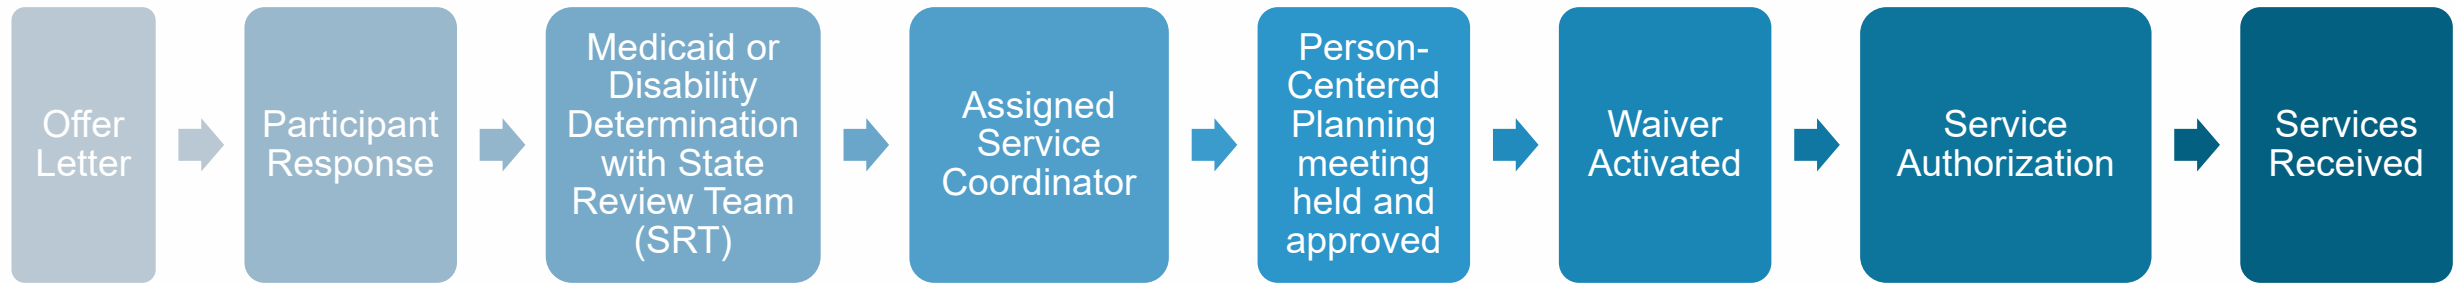 Offer
Letter
Participant
Response
Medicaid or
Disability
Determination
with State
Review Team
(SRT)
Assigned
Service
Coordinator
Person-
Centered
Planning
meeting
held and
approved
Waiver
Activated
Service
Authorization
Services
Received